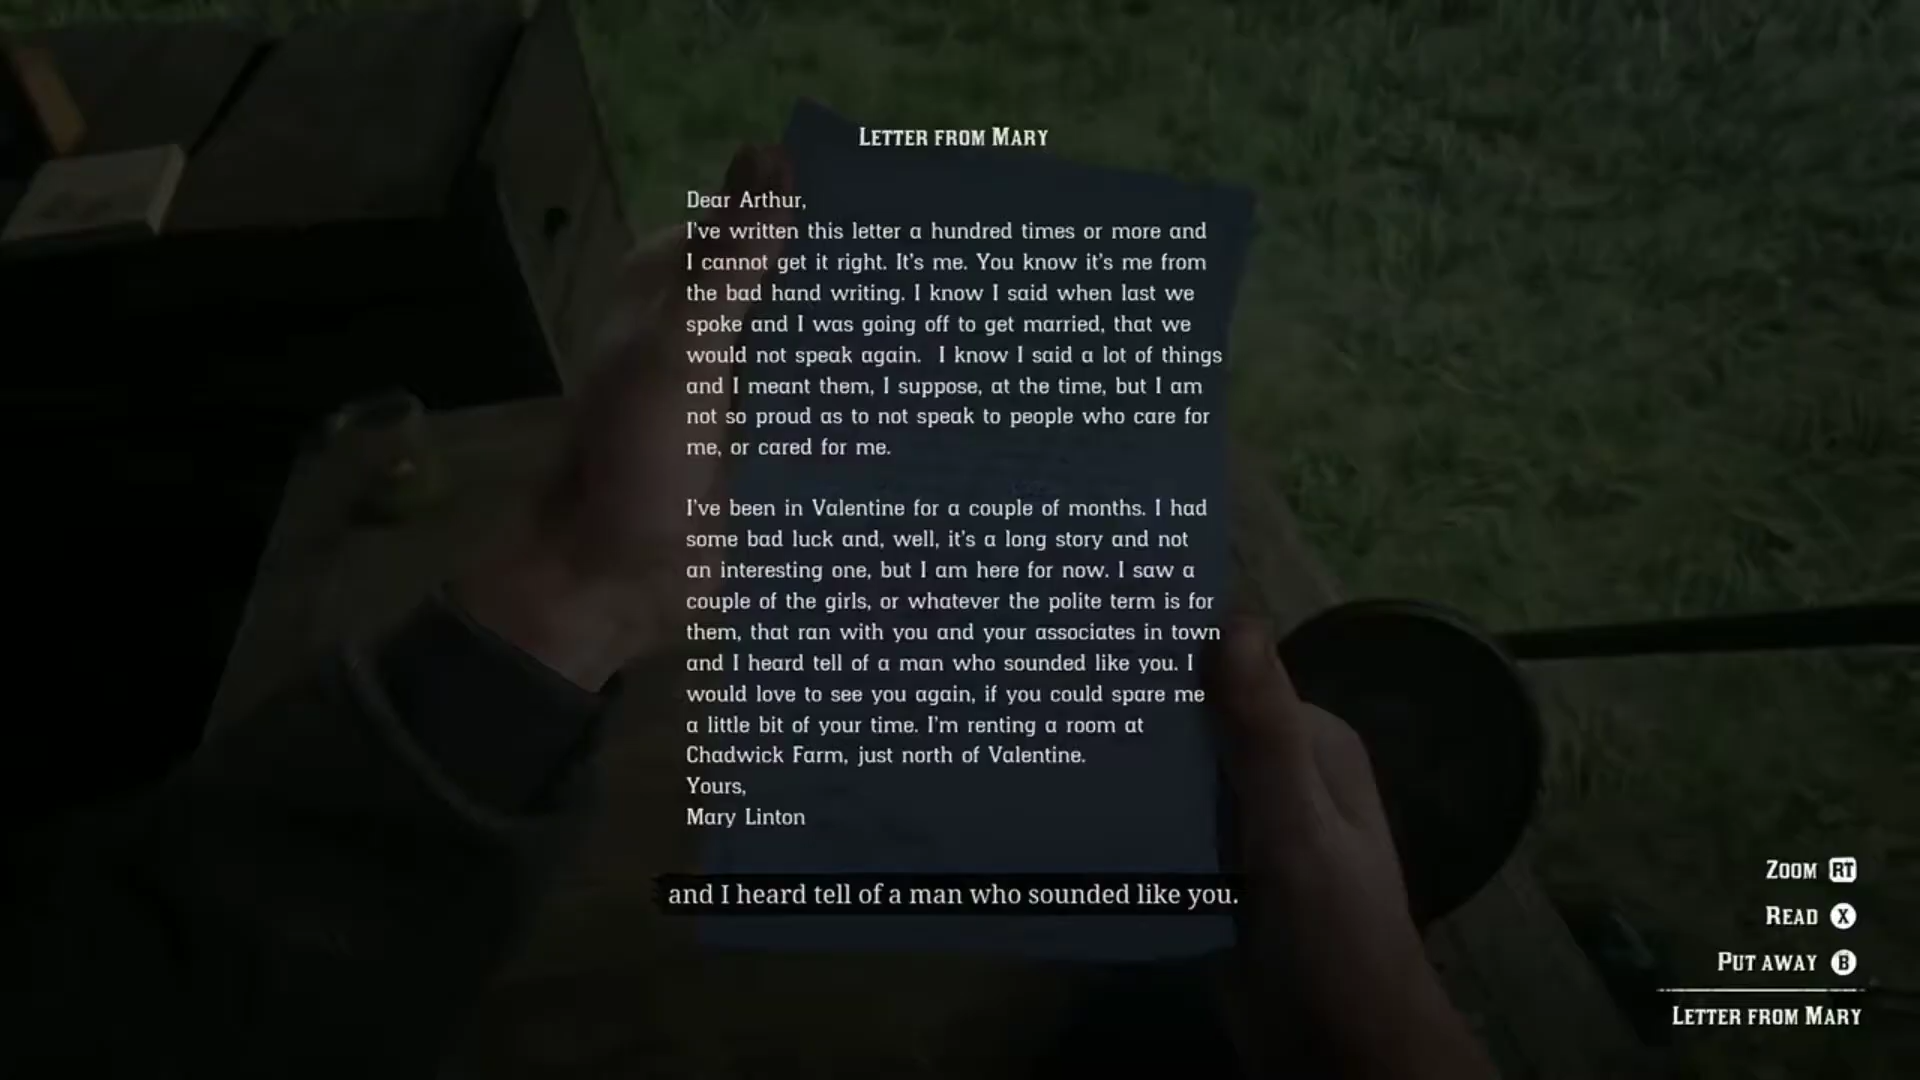 LETTER FROM MARY
Dear Arthur,
I've written this letter a hundred times or more and
I cannot get it right. It's me. You know it's me from
the bad hand writing. I know I said when last we
spoke and I was going off to get married, that we
would not speak again.  I know I said a lot of things
and I meant them, I suppose, at the time, but I am
not so proud as to not speak to people who care for
me, or cared for me.
I've been in Valentine for a couple of months. I had
some bad luck and, well, it's a long story and not
an interesting one, but I am here for now. I saw a
couple of the girls, or whatever the polite term is for
them, that ran with you and your associates in town
and I heard tell of a man who sounded like you. I
would love to see you again, if you could spare me
a little bit of your time. I'm renting a room at
Chadwick Farm, just north of Valentine.
Yours,
Mary Linton
and I heard tell of a man who sounded like you.
ZOOM RT
READ X
PUT AWAY B
LETTER FROM MARY